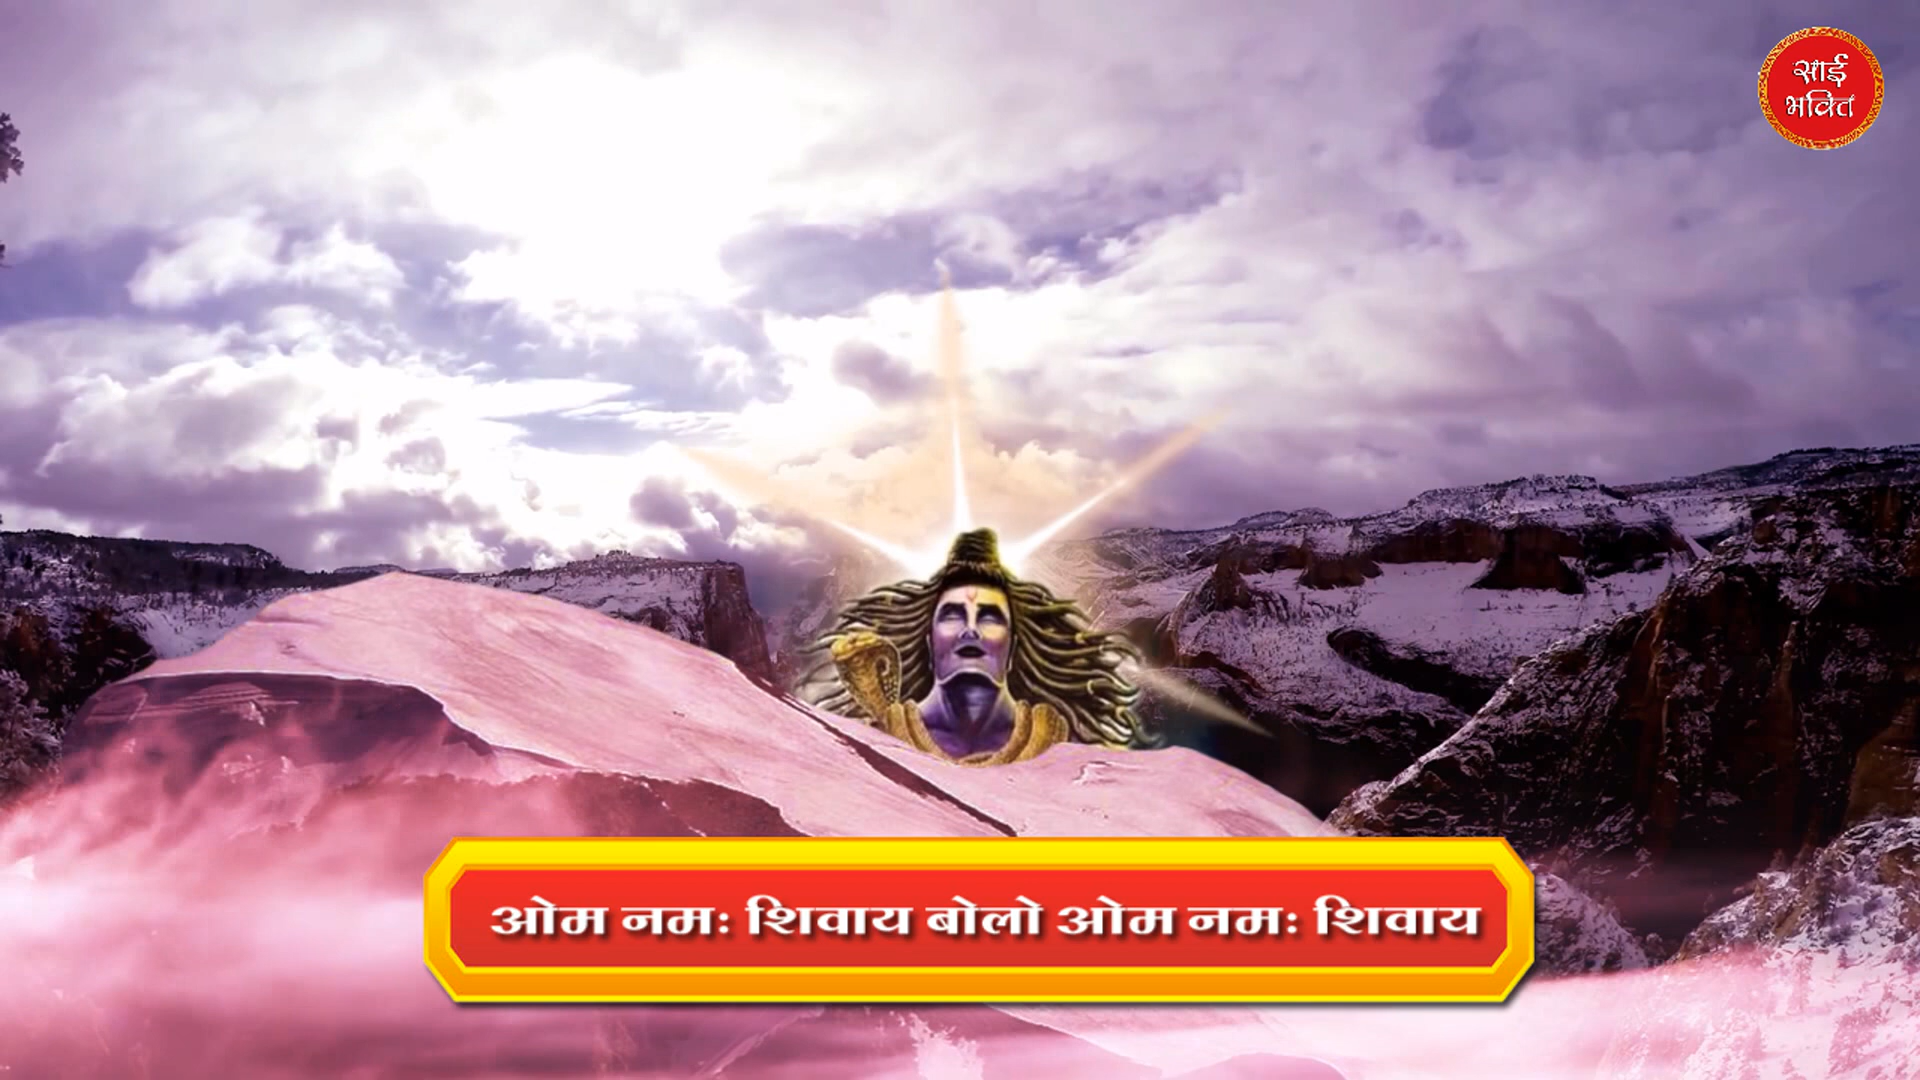 साई
भक्ति
ओम नमः शिवाय बोलो ओम नमः शिवाय